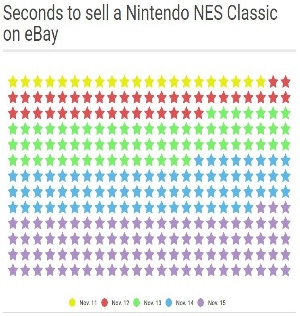 Seconds to sell a Nintendo NES Classic
on eBay
Nov. 11 Nov. 12 Nov. 13 Nov. 14 Nov. 15